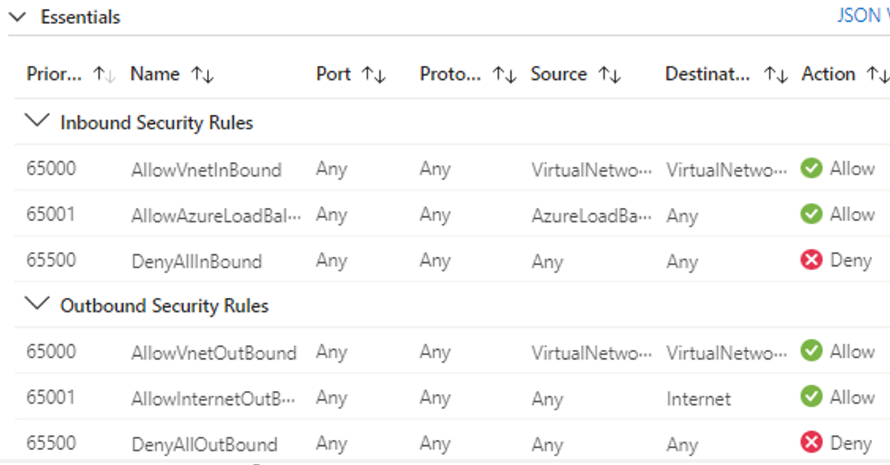 Essentials JSON V
Prior... Name Port Proto... Source Destinat... Action
Inbound Security Rules
65000 AllowVnetInBound Any Any VirtualNetwo... VirtualNetwo... Allow
65001 AllowAzureLoadBal... Any Any AzureLoadBa... Any Allow
65500 DenyAllInBound Any Any Any Any Deny
Outbound Security Rules
65000 AllowVnetOutBound Any Any VirtualNetwo... VirtualNetwo... Allow
65001 AllowInternetOutB... Any Any Any Internet Allow
65500 DenyAllOutBound Any Any Any Any Deny